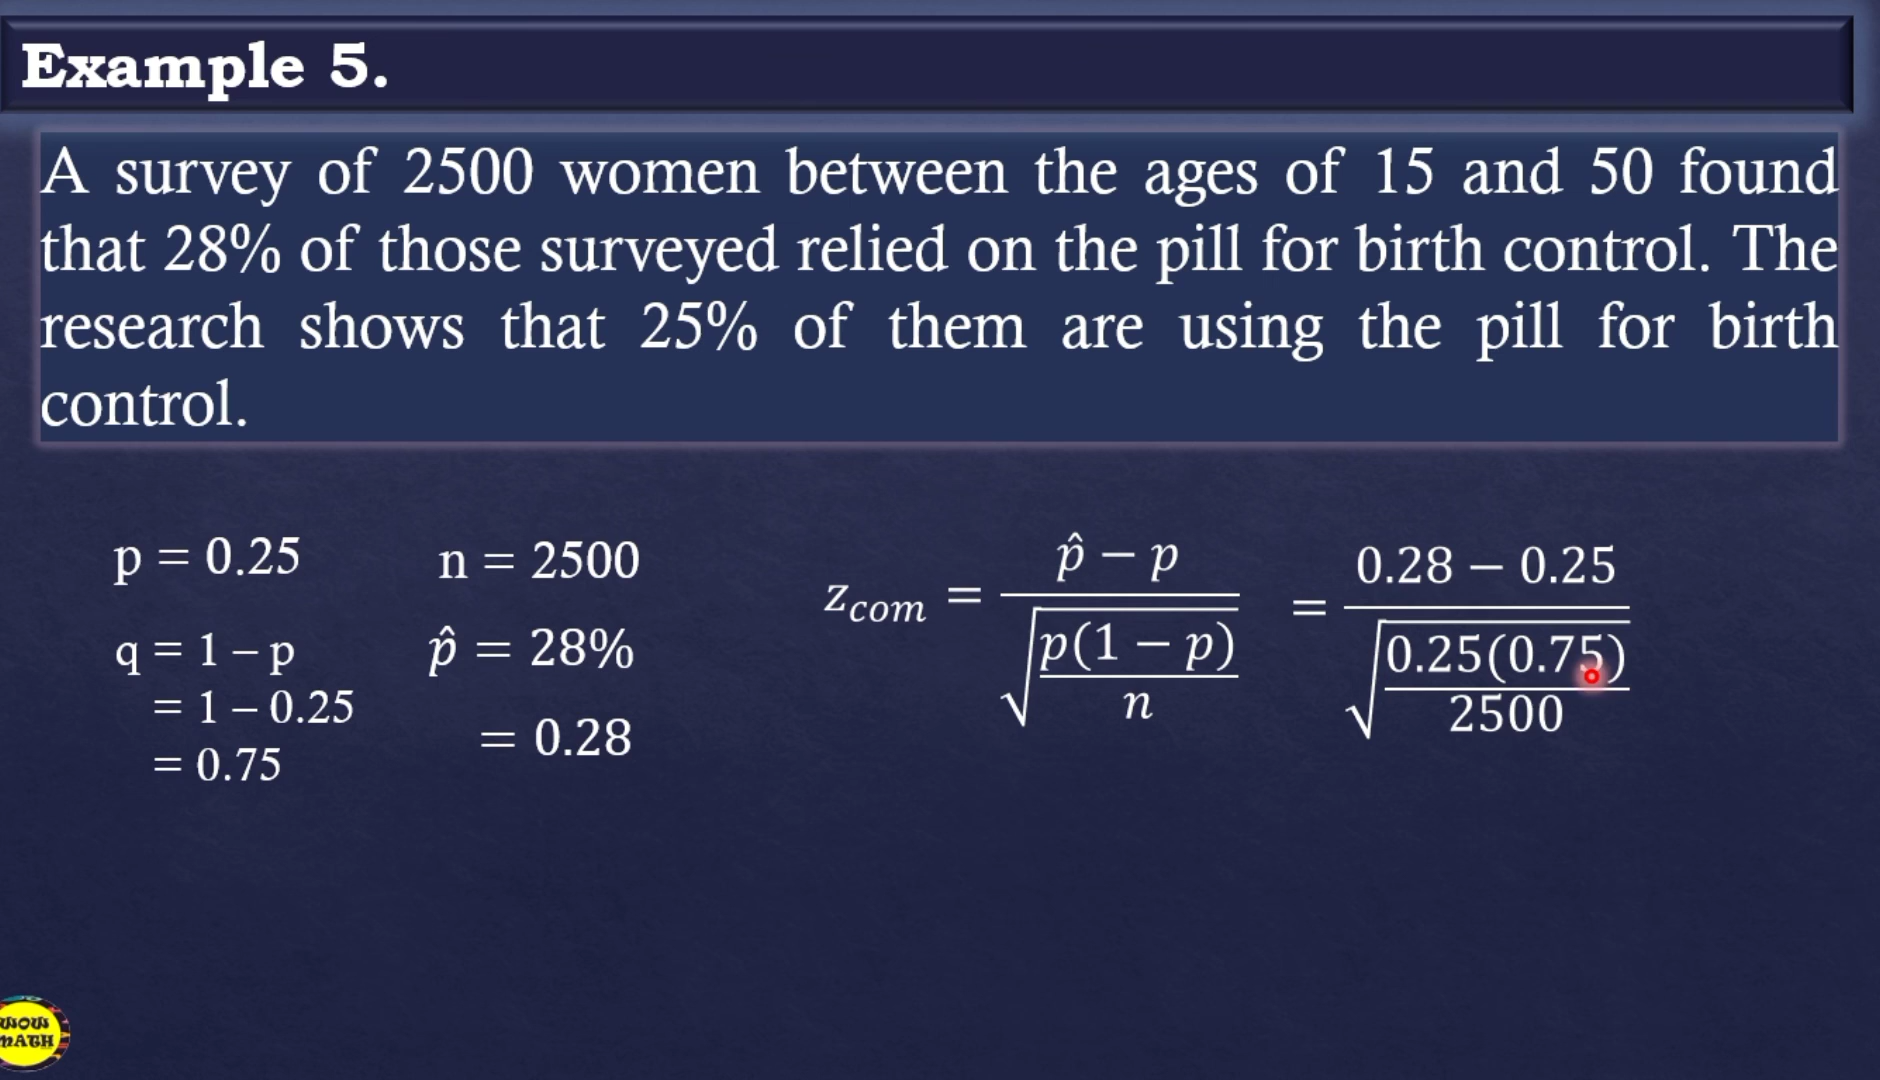 Example 5.
A survey of 2500 women between the ages of 15 and 50 found
that 28% of those surveyed relied on the pill for birth control. The
research shows that 25% of them are using the pill for birth
control.
p = 0.25
q = 1 – p
= 1 – 0.25
= 0.75
n = 2500
p̂ = 28%
= 0.28
z_com = (p̂ − p) / √(p(1 − p) / n) = (0.28 − 0.25) / √(0.25(0.75) / 2500)
WOW
MATH